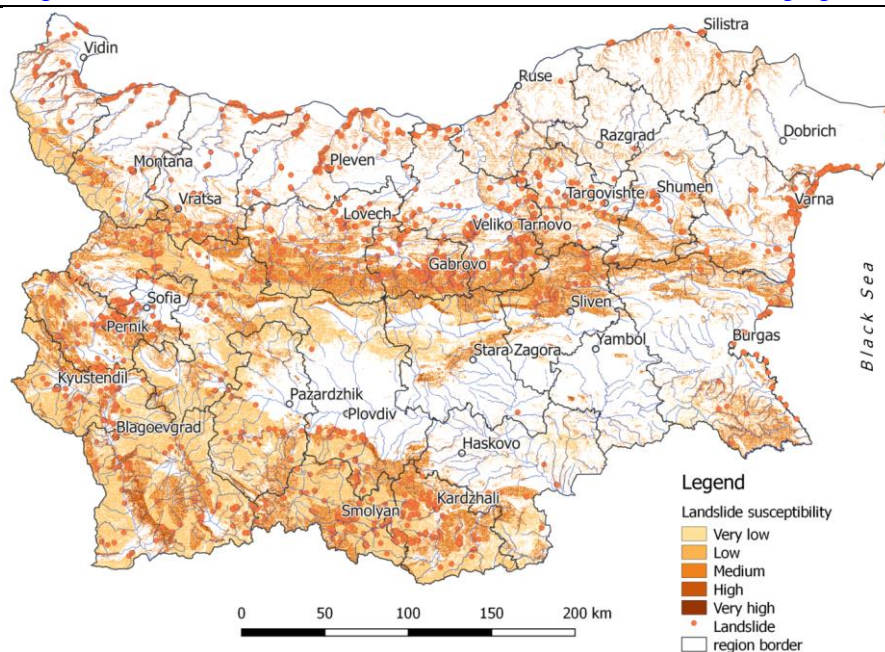 Silistra
Vidin
Ruse
Dobrich
Razgrad
Montana
Pleven
Targovishte
Shumen
Vratsa
Varna
Lovech
Veliko Tarnovo
Gabrovo
Sofia
Sliven
Pernik
Burgas
Stara Zagora
Yambol
Black Sea
Kyustendil
Pazardzhik
Plovdiv
Blagoevgrad
Haskovo
Kardzhali
Smolyan
Legend
Landslide susceptibility
Very low
Low
Medium
High
Very high
Landslide
region border
0 50 100 150 200 km